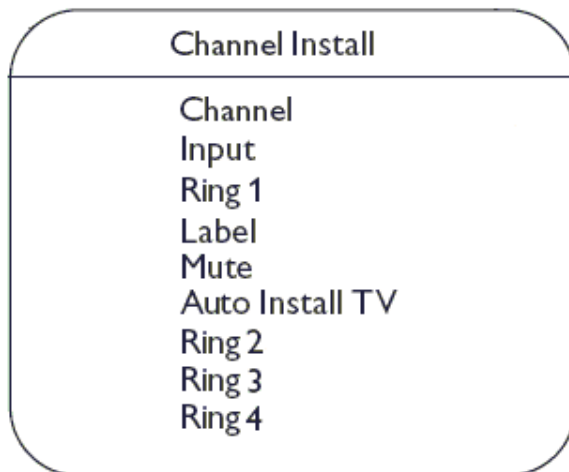 Channel Install
Channel
Input
Ring 1
Label
Mute
Auto Install TV
Ring 2
Ring 3
Ring 4